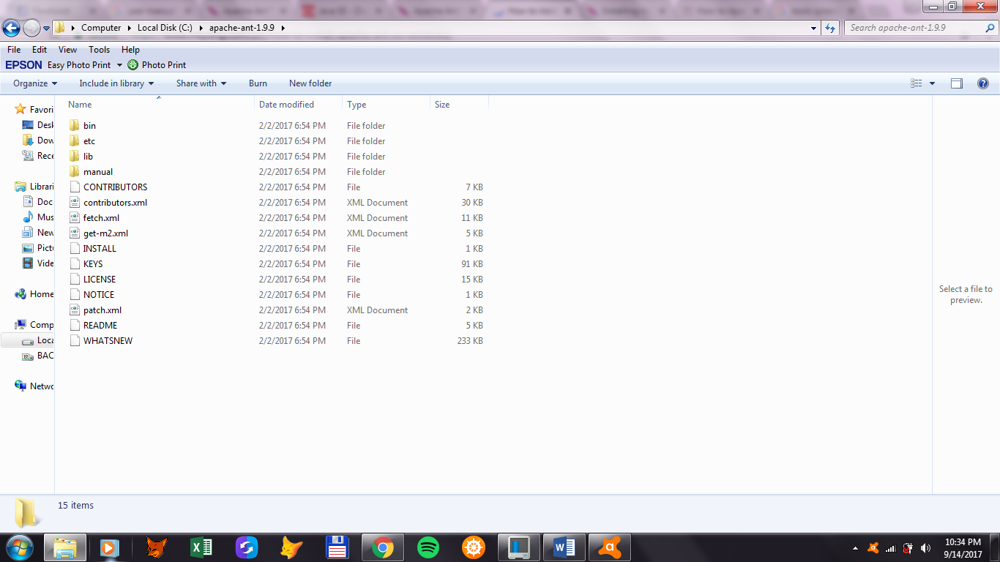 Computer Local Disk (C:) apache-ant-1.9.9 Search apache-ant-1.9.9
File Edit View Tools Help
EPSON Easy Photo Print Photo Print
Organize Include in library Share with Burn New folder
Name Date modified Type Size
Favori
Desk
Dow
Rece
Librari
Doc
Mus
New
Pictu
Vide
Home
Comp
Loca
BAC
Netwo
bin 2/2/2017 6:54 PM File folder
etc 2/2/2017 6:54 PM File folder
lib 2/2/2017 6:54 PM File folder
manual 2/2/2017 6:54 PM File folder
CONTRIBUTORS 2/2/2017 6:54 PM File 7 KB
contributors.xml 2/2/2017 6:54 PM XML Document 30 KB
fetch.xml 2/2/2017 6:54 PM XML Document 11 KB
get-m2.xml 2/2/2017 6:54 PM XML Document 5 KB
INSTALL 2/2/2017 6:54 PM File 1 KB
KEYS 2/2/2017 6:54 PM File 91 KB
LICENSE 2/2/2017 6:54 PM File 15 KB
NOTICE 2/2/2017 6:54 PM File 1 KB
patch.xml 2/2/2017 6:54 PM XML Document 2 KB
README 2/2/2017 6:54 PM File 5 KB
WHATSNEW 2/2/2017 6:54 PM File 233 KB
Select a file to
preview.
15 items
10:34 PM
9/14/2017